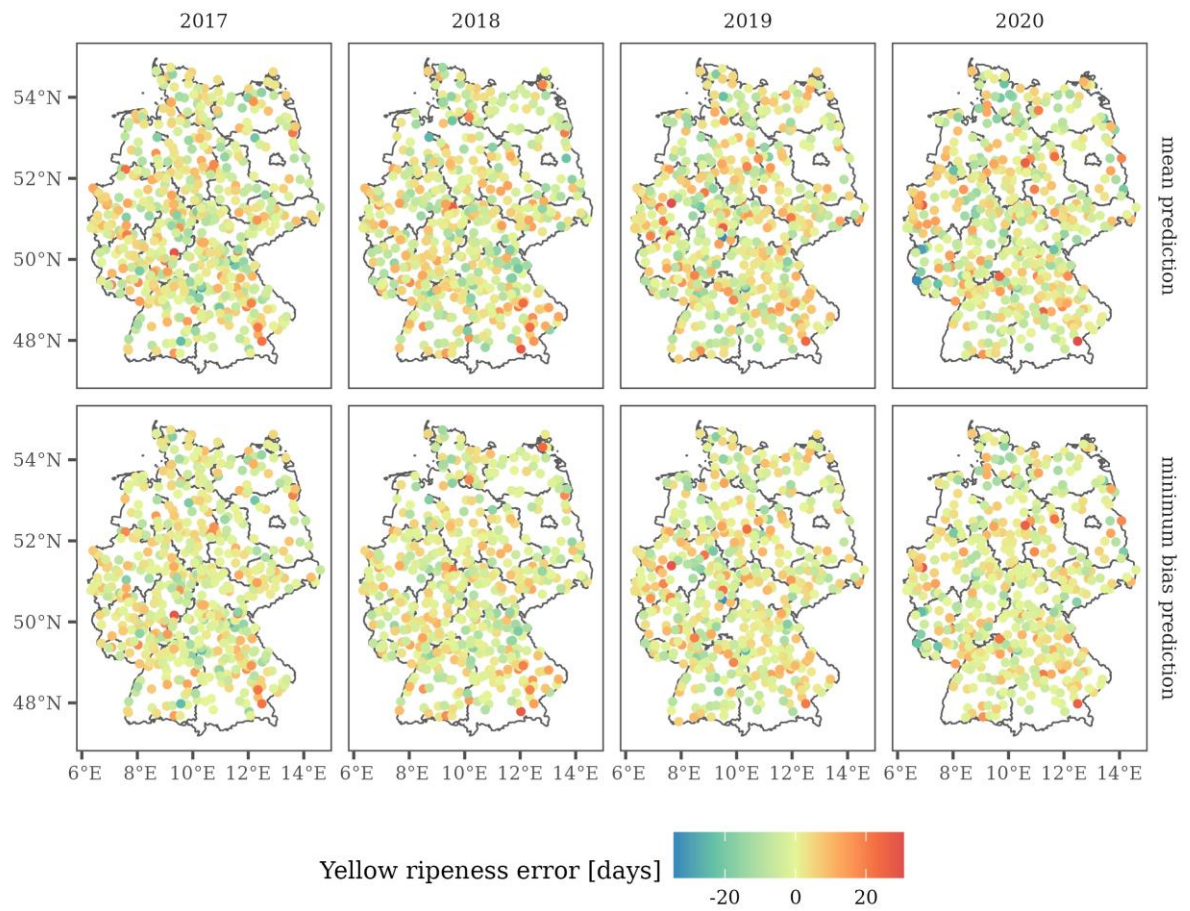 2017 2018 2019 2020
54°N
52°N
50°N
48°N
mean prediction
54°N
52°N
50°N
48°N
minimum bias prediction
6°E 8°E 10°E 12°E 14°E 6°E 8°E 10°E 12°E 14°E 6°E 8°E 10°E 12°E 14°E 6°E 8°E 10°E 12°E 14°E
Yellow ripeness error [days]
-20 0 20